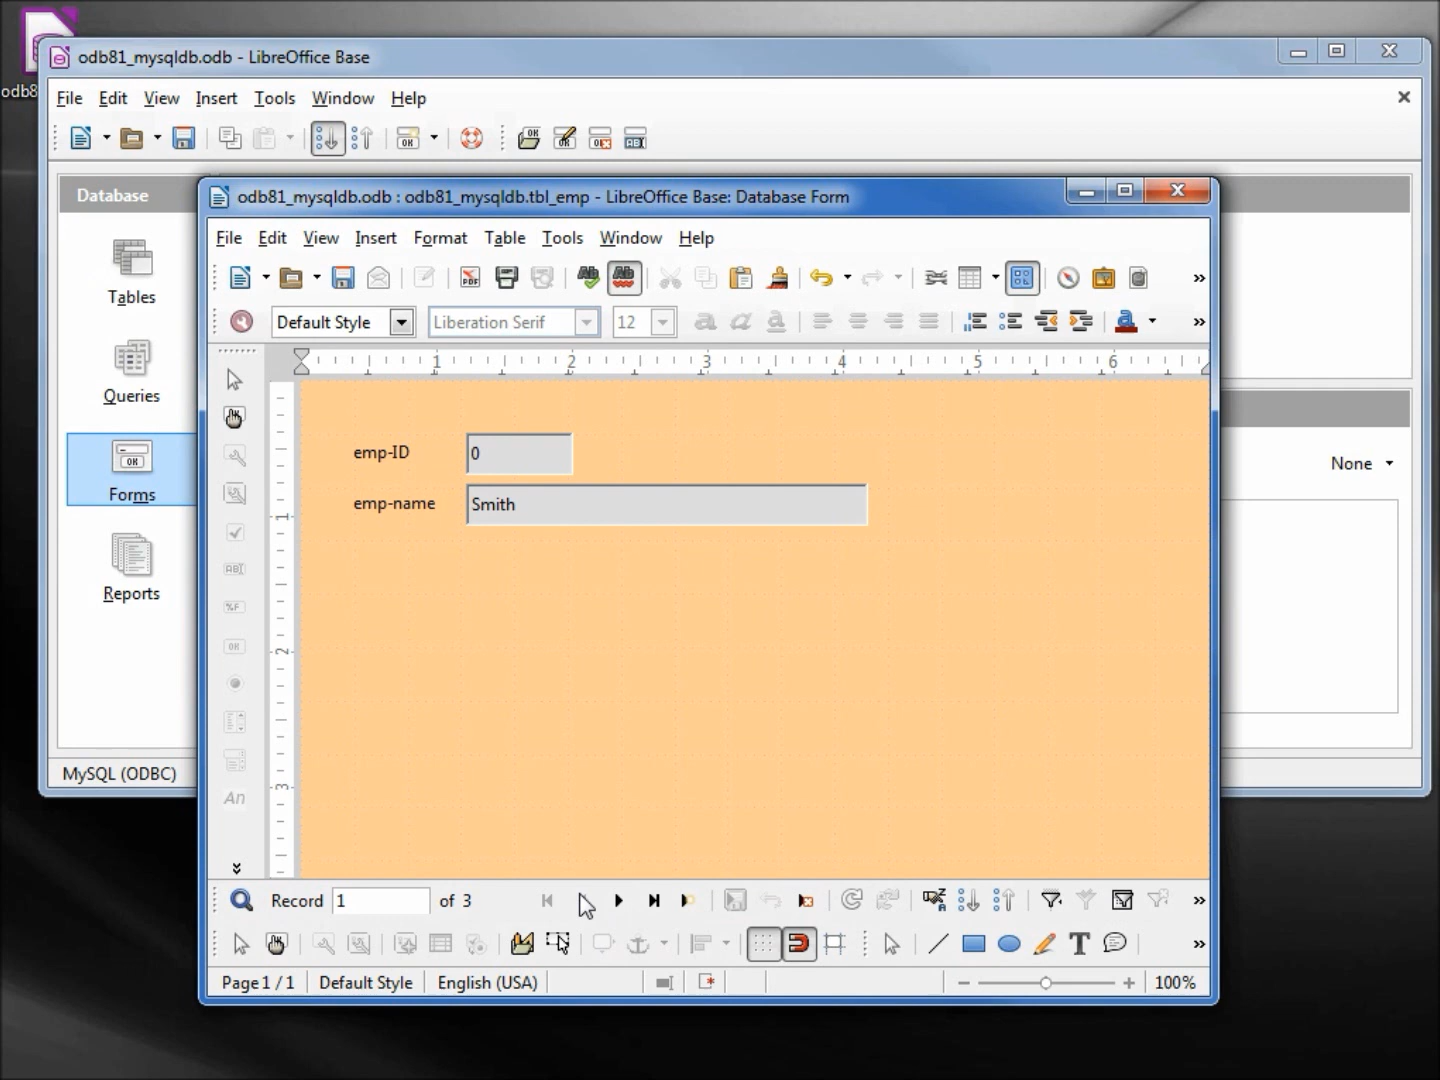 odb81_mysqldb.odb - LibreOffice Base
odb8
File Edit View Insert Tools Window Help
Database
Tables
Queries
Forms
Reports
None
MySQL (ODBC)
odb81_mysqldb.odb : odb81_mysqldb.tbl_emp - LibreOffice Base: Database Form
File Edit View Insert Format Table Tools Window Help
Default Style Liberation Serif 12
1 2 3 4 5 6
emp-ID 0
emp-name Smith
1
2
3
Record 1 of 3
Page 1 / 1 Default Style English (USA) 100%